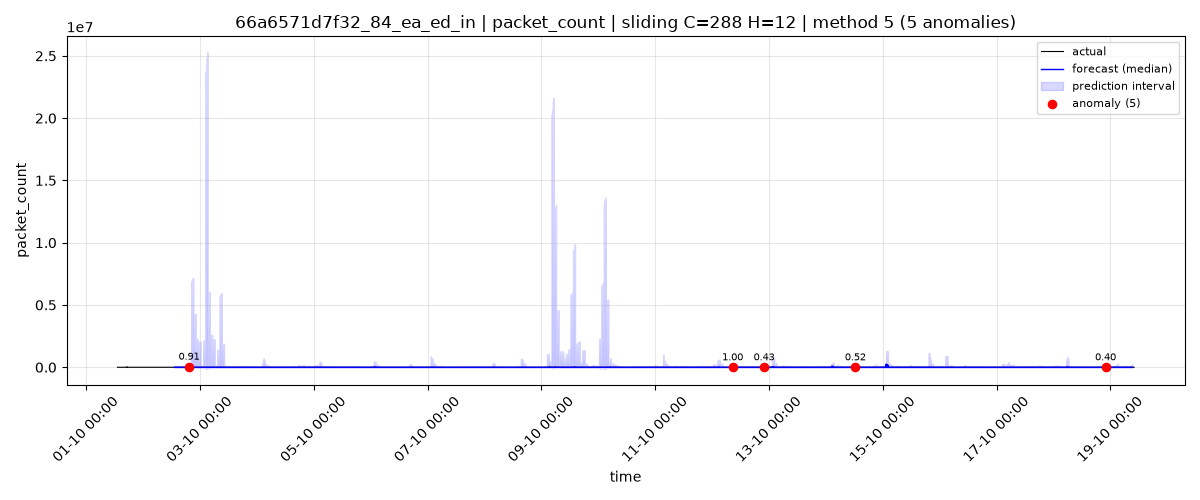 66a6571d7f32_84_ea_ed_in | packet_count | sliding C=288 H=12 | method 5 (5 anomalies)
1e7
actual
forecast (median)
prediction interval
anomaly (5)
packet_count
2.5
2.0
1.5
1.0
0.5
0.0
0.91
1.00
0.43
0.52
0.40
01-10 00:00
03-10 00:00
05-10 00:00
07-10 00:00
09-10 00:00
11-10 00:00
13-10 00:00
15-10 00:00
17-10 00:00
19-10 00:00
time